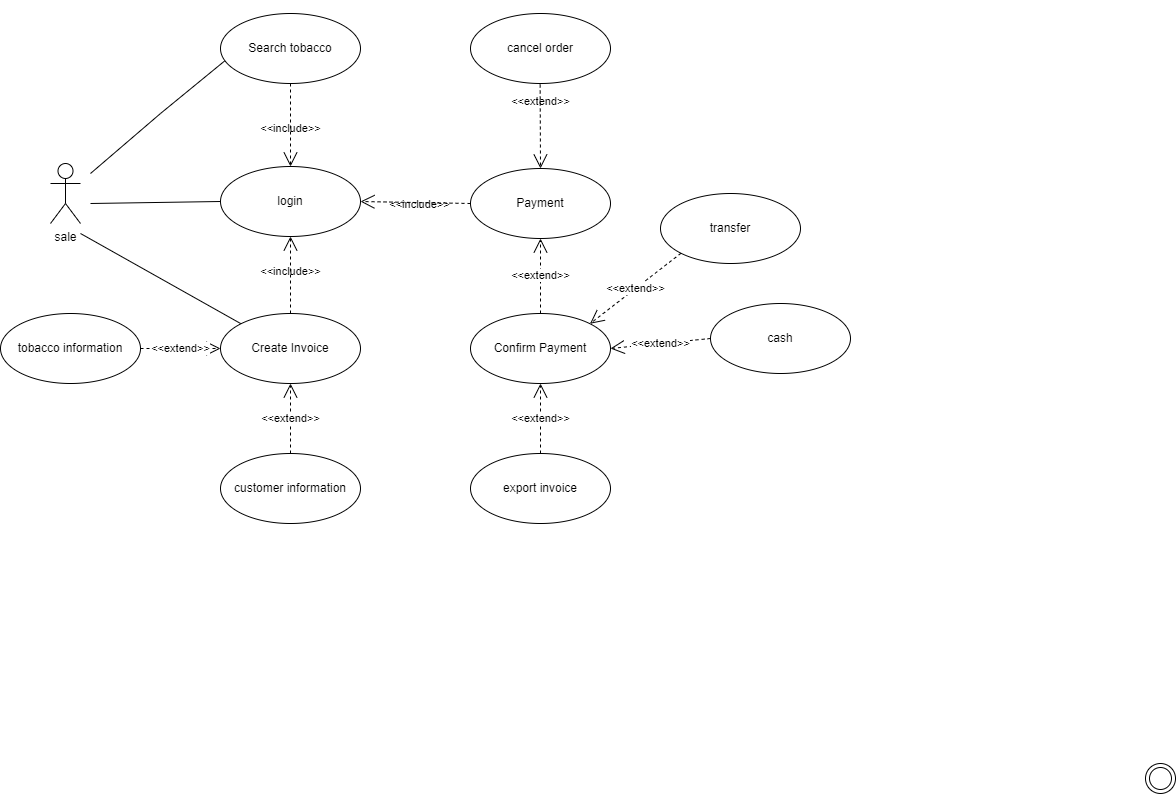 Search tobacco
cancel order
<<extend>>
<<include>>
login
<<include>>
Payment
transfer
sale
<<include>>
<<extend>>
<<extend>>
tobacco information
<<extend>>
Create Invoice
Confirm Payment
<<extend>>
cash
<<extend>>
<<extend>>
customer information
export invoice